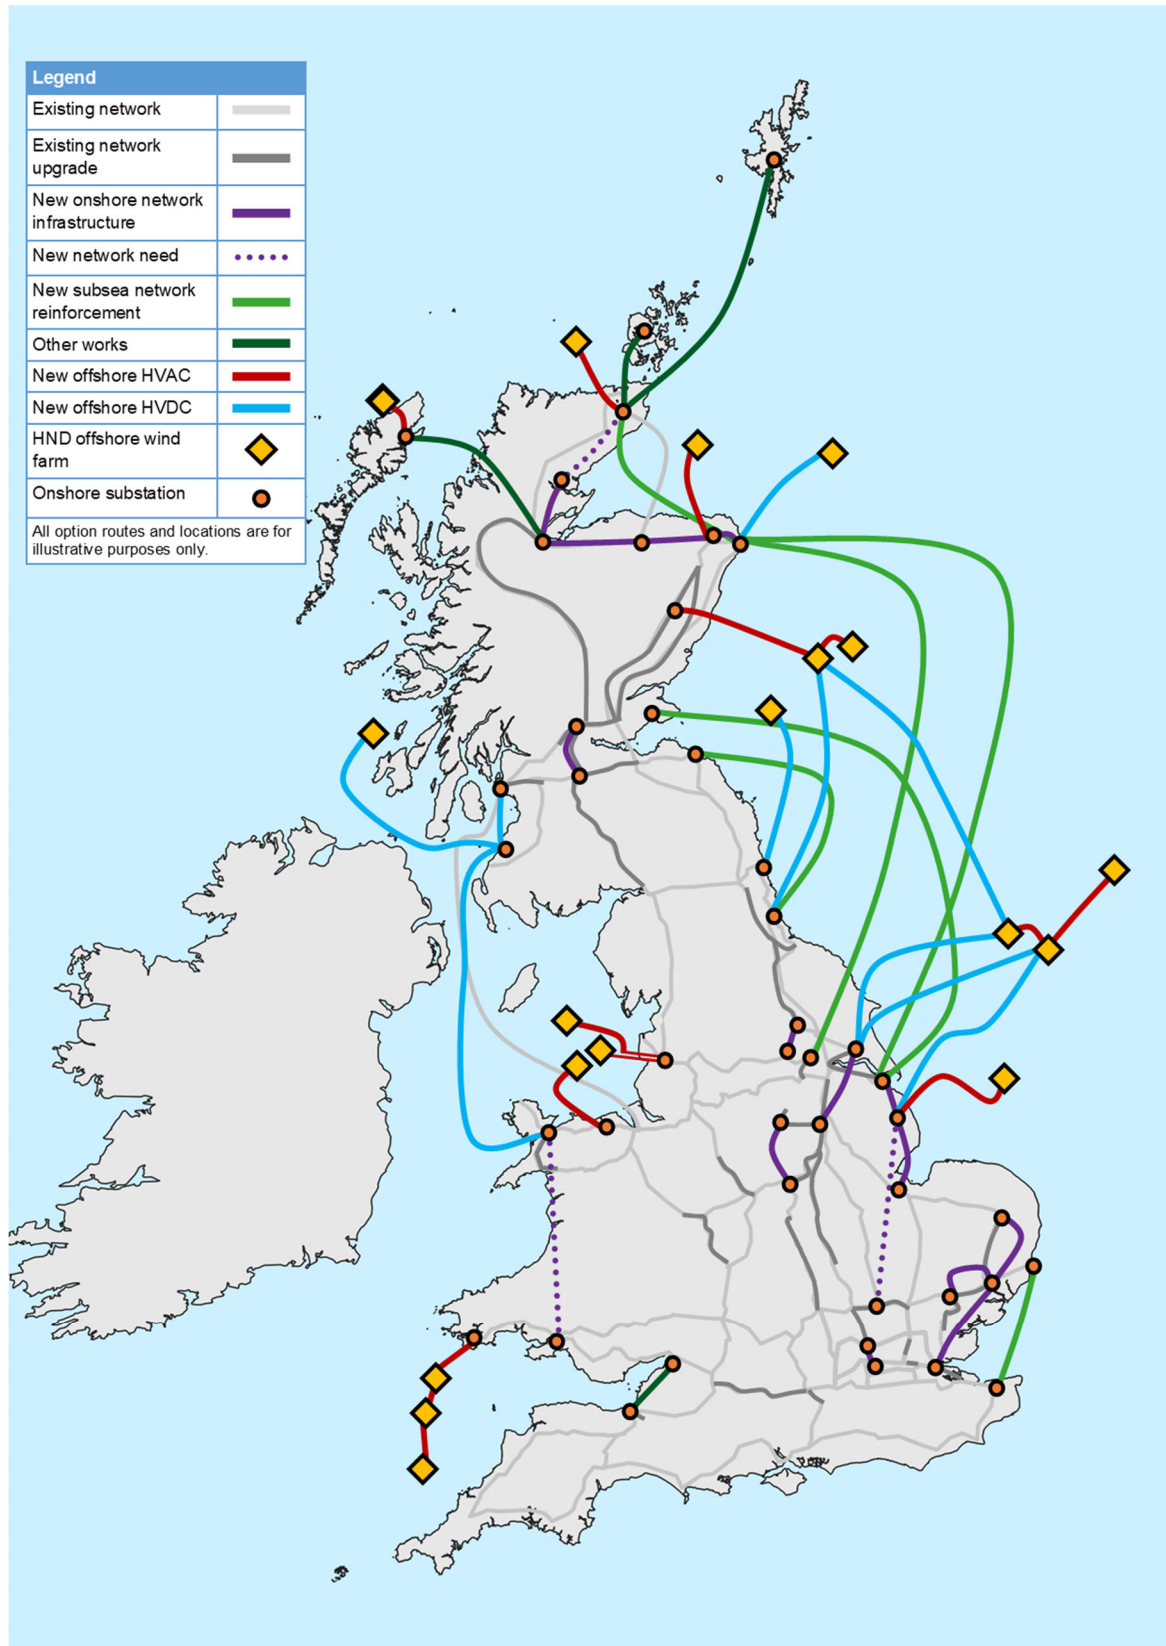 Legend
Existing network
Existing network
upgrade
New onshore network
infrastructure
New network need
New subsea network
reinforcement
Other works
New offshore HVAC
New offshore HVDC
HND offshore wind
farm
Onshore substation
All option routes and locations are for
illustrative purposes only.